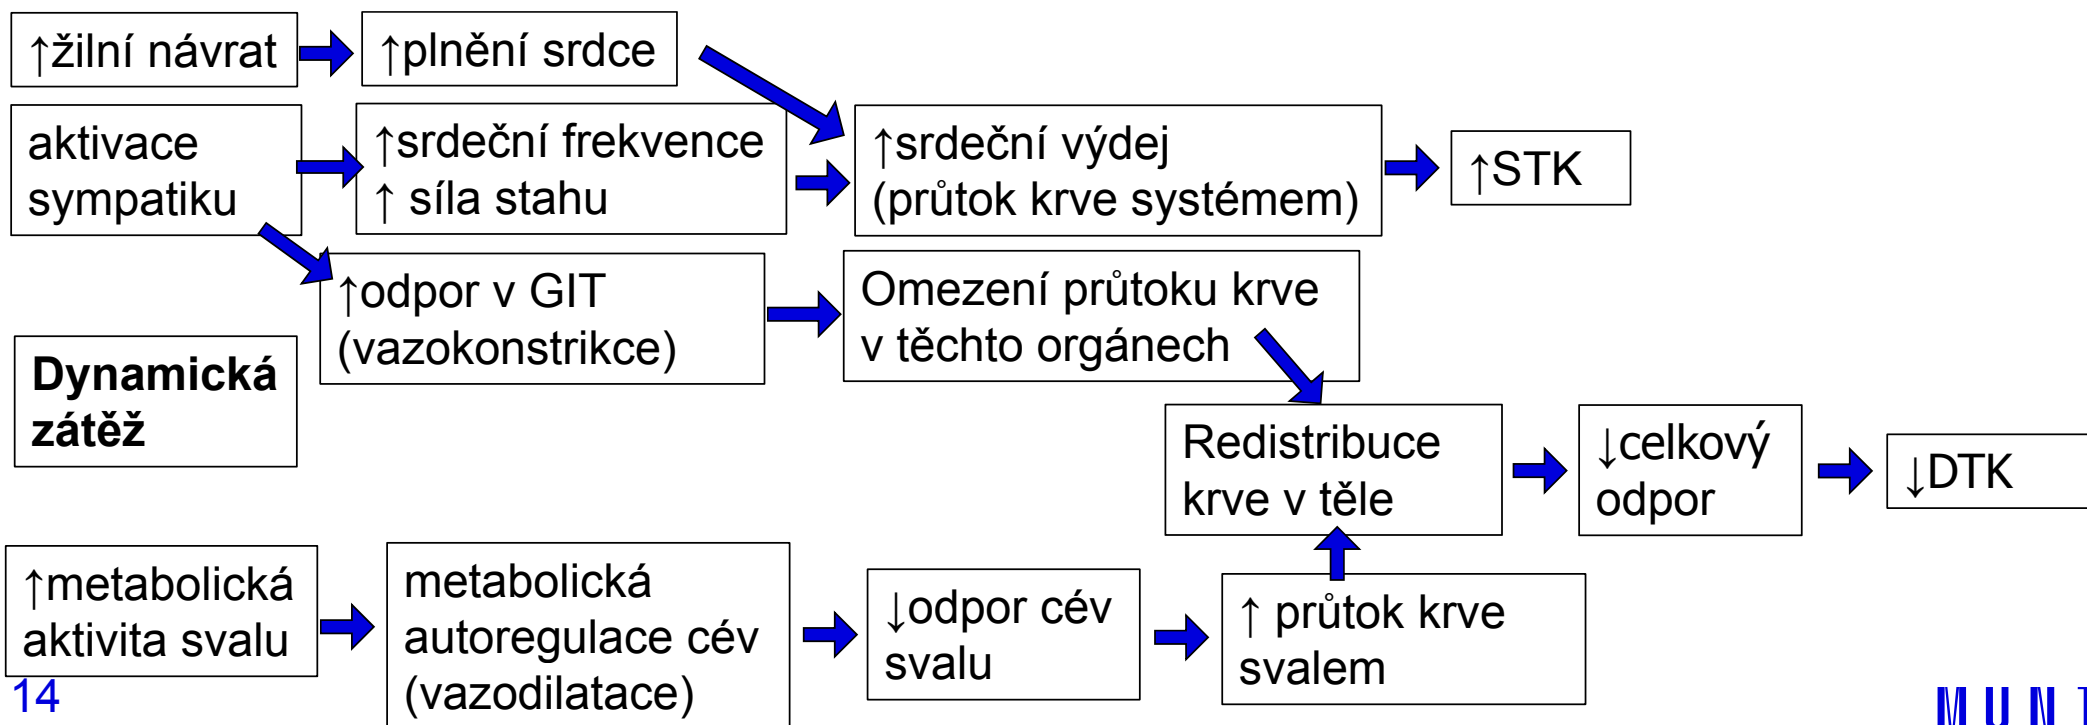 ↑žilní návrat
↑plnění srdce
aktivace
sympatiku
↑srdeční frekvence
↑ síla stahu
↑srdeční výdej
(průtok krve systémem)
↑STK
↑odpor v GIT
(vazokonstrikce)
Omezení průtoku krve
v těchto orgánech
Dynamická
zátěž
Redistribuce
krve v těle
↓celkový
odpor
↓DTK
↑metabolická
aktivita svalu
metabolická
autoregulace cév
(vazodilatace)
↓odpor cév
svalu
↑ průtok krve
svalem
14